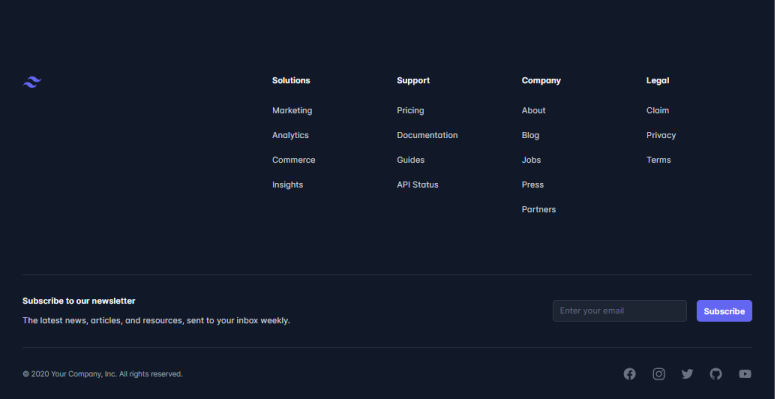 Solutions
Marketing
Analytics
Commerce
Insights
Support
Pricing
Documentation
Guides
API Status
Company
About
Blog
Jobs
Press
Partners
Legal
Claim
Privacy
Terms
Subscribe to our newsletter
The latest news, articles, and resources, sent to your inbox weekly.
Enter your email
Subscribe
© 2020 Your Company, Inc. All rights reserved.